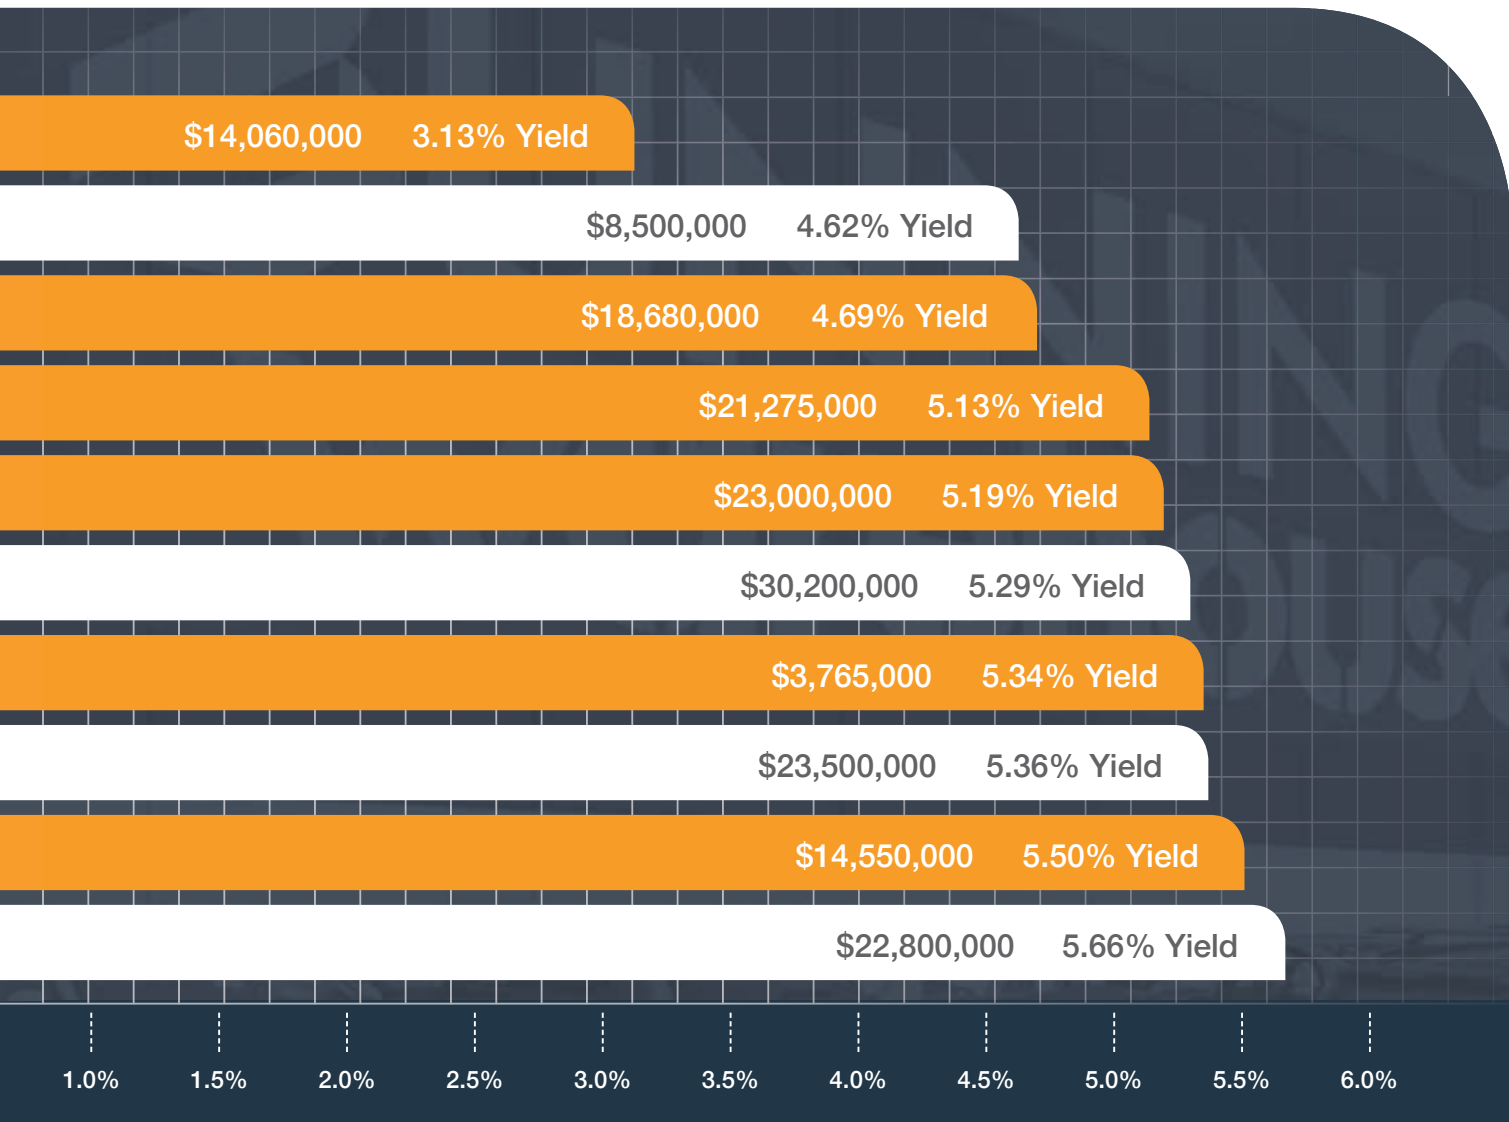 $14,060,000 3.13% Yield
$8,500,000 4.62% Yield
$18,680,000 4.69% Yield
$21,275,000 5.13% Yield
$23,000,000 5.19% Yield
$30,200,000 5.29% Yield
$3,765,000 5.34% Yield
$23,500,000 5.36% Yield
$14,550,000 5.50% Yield
$22,800,000 5.66% Yield
1.0% 1.5% 2.0% 2.5% 3.0% 3.5% 4.0% 4.5% 5.0% 5.5% 6.0%